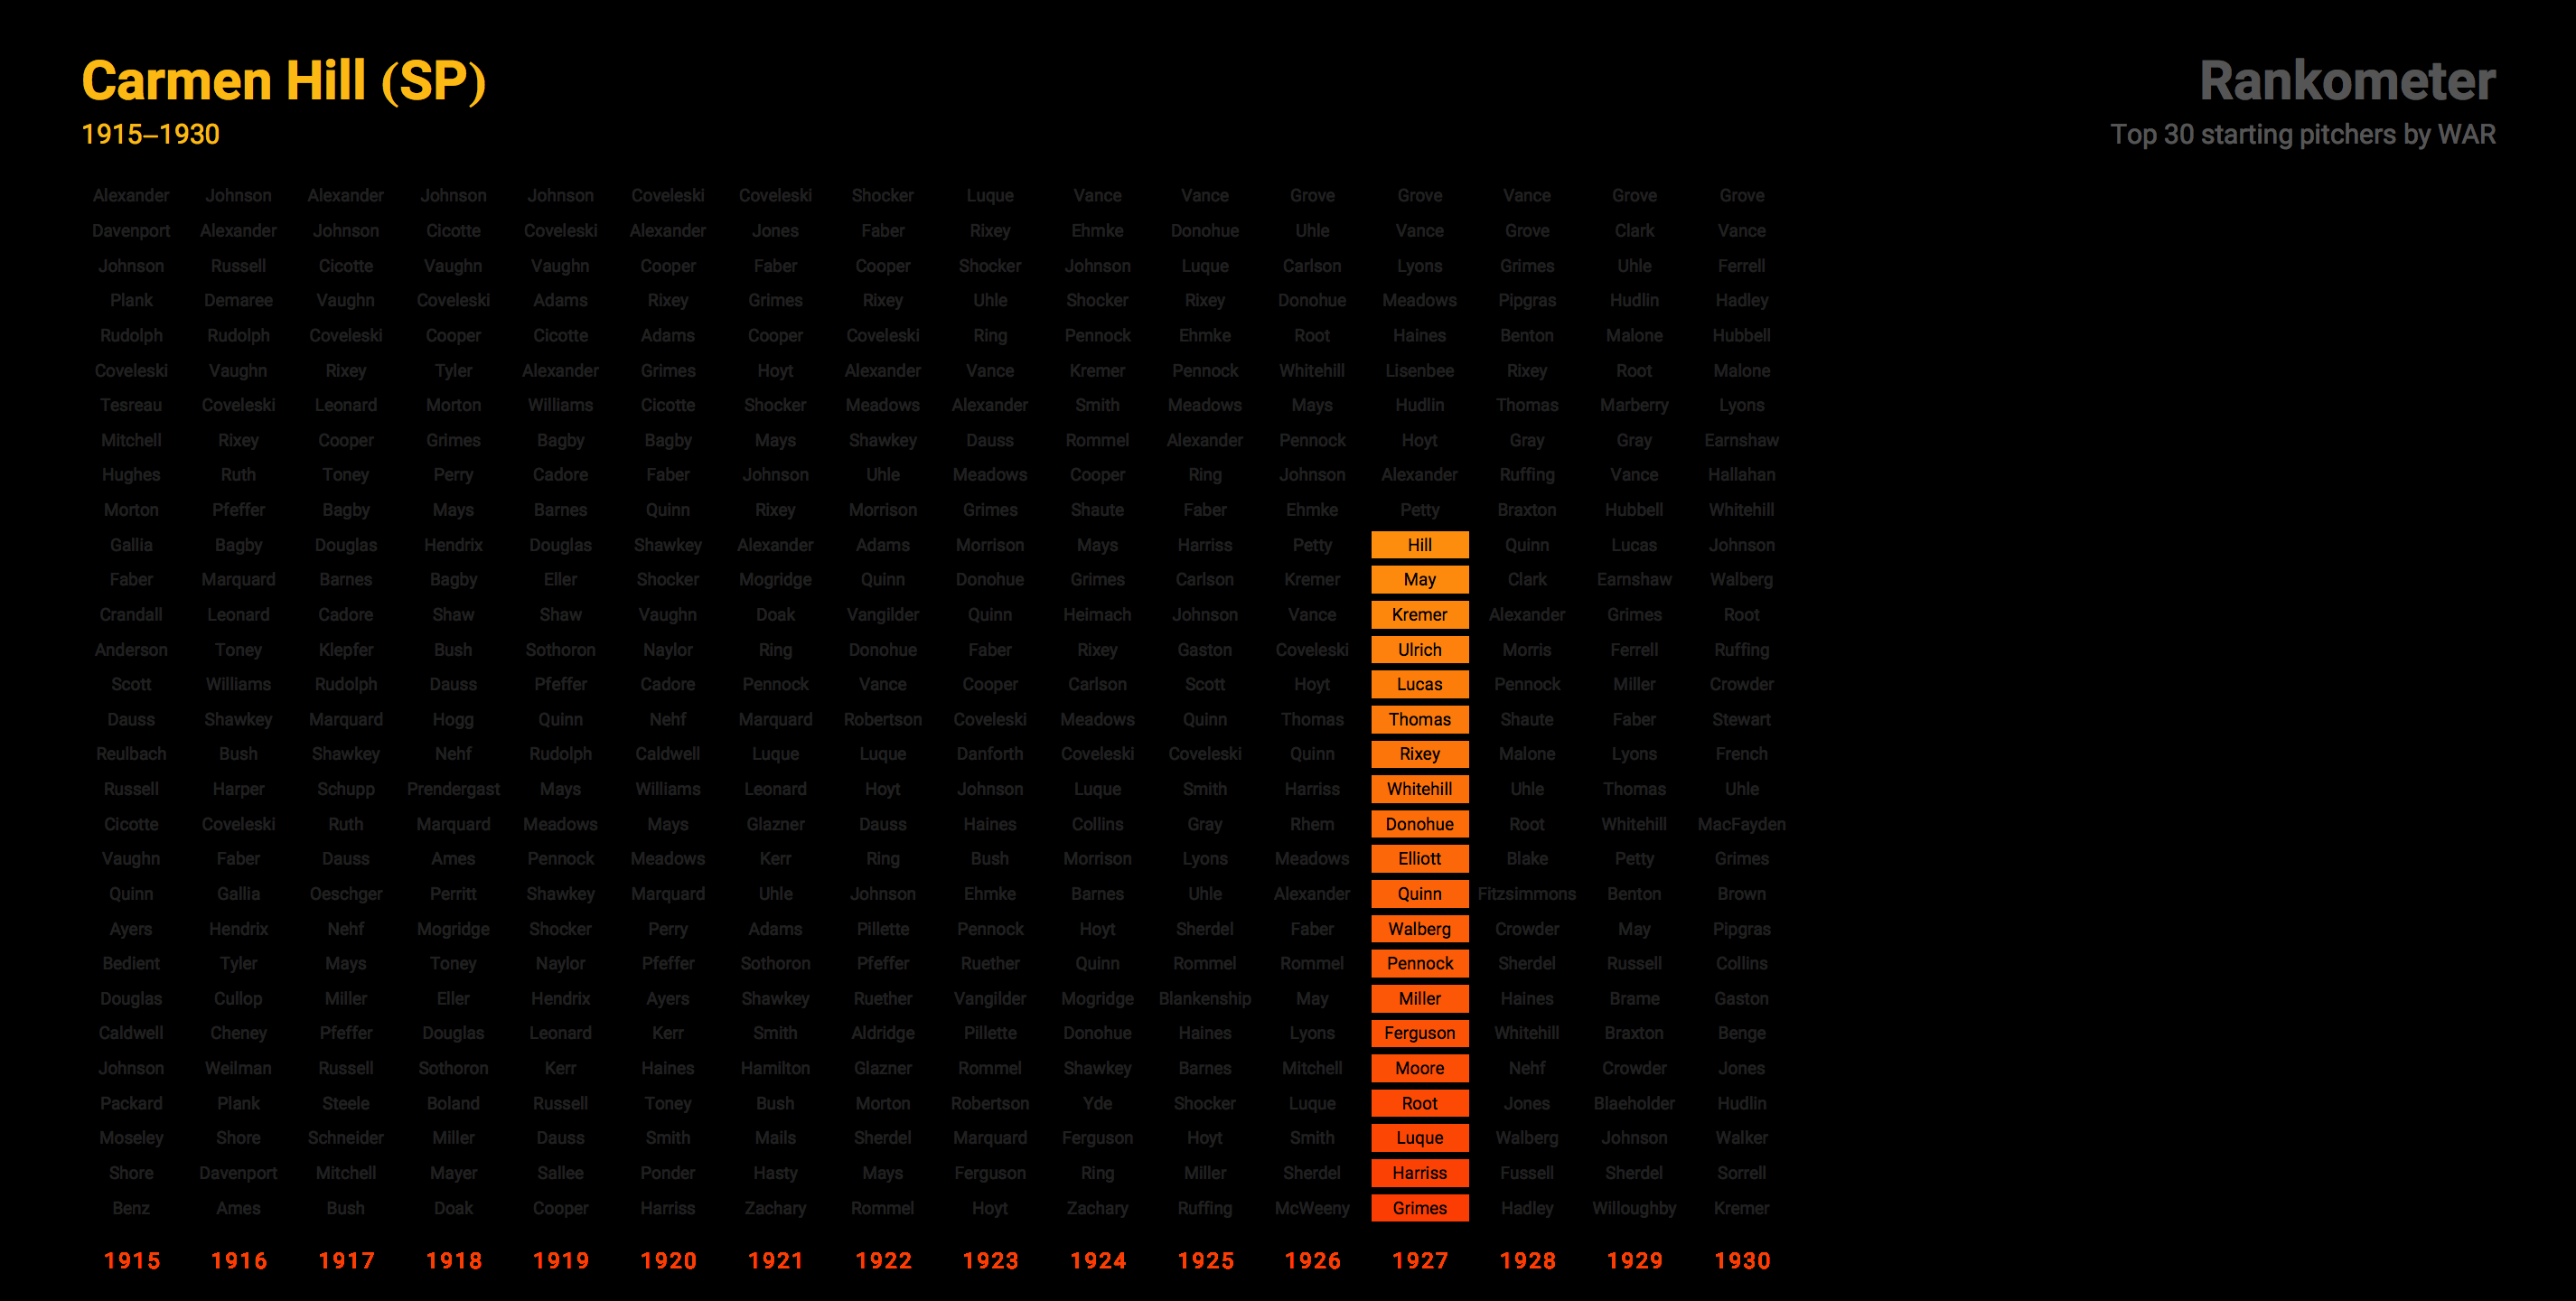 Carmen Hill (SP)
1915–1930
Rankometer
Top 30 starting pitchers by WAR
Alexander Johnson Alexander Johnson Johnson Coveleski Coveleski Shocker Luque Vance Vance Grove Grove Vance Grove Grove
Davenport Alexander Johnson Cicotte Coveleski Alexander Jones Faber Rixey Ehmke Donohue Uhle Vance Grove Clark Vance
Johnson Russell Cicotte Vaughn Vaughn Cooper Faber Cooper Shocker Johnson Luque Carlson Lyons Grimes Uhle Ferrell
Plank Demaree Vaughn Coveleski Adams Rixey Grimes Rixey Uhle Shocker Rixey Donohue Meadows Pipgras Hudlin Hadley
Rudolph Rudolph Coveleski Cooper Cicotte Adams Cooper Coveleski Ring Pennock Ehmke Root Haines Benton Malone Hubbell
Coveleski Vaughn Rixey Tyler Alexander Grimes Hoyt Alexander Vance Kremer Pennock Whitehill Lisenbee Rixey Root Malone
Tesreau Coveleski Leonard Morton Williams Cicotte Shocker Meadows Alexander Smith Meadows Mays Hudlin Thomas Marberry Lyons
Mitchell Rixey Cooper Grimes Bagby Bagby Mays Shawkey Dauss Rommel Alexander Pennock Hoyt Gray Gray Earnshaw
Hughes Ruth Toney Perry Cadore Faber Johnson Uhle Meadows Cooper Ring Johnson Alexander Ruffing Vance Hallahan
Morton Pfeffer Bagby Mays Barnes Quinn Rixey Morrison Grimes Shaute Faber Ehmke Petty Braxton Hubbell Whitehill
Gallia Bagby Douglas Hendrix Douglas Shawkey Alexander Adams Morrison Mays Harriss Petty Hill Quinn Lucas Johnson
Faber Marquard Barnes Bagby Eller Shocker Mogridge Quinn Donohue Grimes Carlson Kremer May Clark Earnshaw Walberg
Crandall Leonard Cadore Shaw Shaw Vaughn Doak Vangilder Quinn Heimach Johnson Vance Kremer Alexander Grimes Root
Anderson Toney Klepfer Bush Sothoron Naylor Ring Donohue Faber Rixey Gaston Coveleski Ulrich Morris Ferrell Ruffing
Scott Williams Rudolph Dauss Pfeffer Cadore Pennock Vance Cooper Carlson Scott Hoyt Lucas Pennock Miller Crowder
Dauss Shawkey Marquard Hogg Quinn Nehf Marquard Robertson Coveleski Meadows Quinn Thomas Thomas Shaute Faber Stewart
Reulbach Bush Shawkey Nehf Rudolph Caldwell Luque Luque Danforth Coveleski Coveleski Quinn Rixey Malone Lyons French
Russell Harper Schupp Prendergast Mays Williams Leonard Hoyt Johnson Luque Smith Harriss Whitehill Uhle Thomas Uhle
Cicotte Coveleski Ruth Marquard Meadows Mays Glazner Dauss Haines Collins Gray Rhem Donohue Root Whitehill MacFayden
Vaughn Faber Dauss Ames Pennock Meadows Kerr Ring Bush Morrison Lyons Meadows Elliott Blake Petty Grimes
Quinn Gallia Oeschger Perritt Shawkey Marquard Uhle Johnson Ehmke Barnes Uhle Alexander Quinn Fitzsimmons Benton Brown
Ayers Hendrix Nehf Mogridge Shocker Perry Adams Pillette Pennock Hoyt Sherdel Faber Walberg Crowder May Pipgras
Bedient Tyler Mays Toney Naylor Pfeffer Sothoron Pfeffer Ruether Quinn Rommel Rommel Pennock Sherdel Russell Collins
Douglas Cullop Miller Eller Hendrix Ayers Shawkey Ruether Vangilder Mogridge Blankenship May Miller Haines Brame Gaston
Caldwell Cheney Pfeffer Douglas Leonard Kerr Smith Aldridge Pillette Donohue Haines Lyons Ferguson Whitehill Braxton Benge
Johnson Weilman Russell Sothoron Kerr Haines Hamilton Glazner Rommel Shawkey Barnes Mitchell Moore Nehf Crowder Jones
Packard Plank Steele Boland Russell Toney Bush Morton Robertson Yde Shocker Luque Root Jones Blaeholder Hudlin
Moseley Shore Schneider Miller Dauss Smith Mails Sherdel Marquard Ferguson Hoyt Smith Luque Walberg Johnson Walker
Shore Davenport Mitchell Mayer Sallee Ponder Hasty Mays Ferguson Ring Miller Sherdel Harriss Fussell Sherdel Sorrell
Benz Ames Bush Doak Cooper Harriss Zachary Rommel Hoyt Zachary Ruffing McWeeny Grimes Hadley Willoughby Kremer
1915 1916 1917 1918 1919 1920 1921 1922 1923 1924 1925 1926 1927 1928 1929 1930